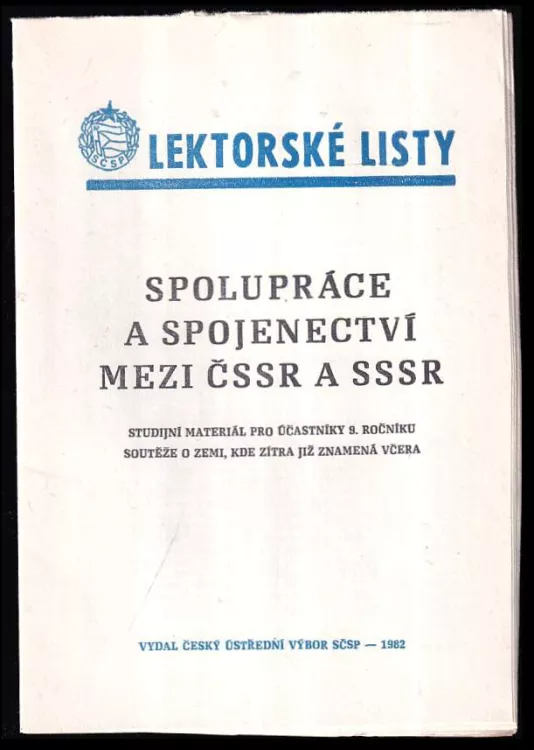 SČSP
LEKTORSKÉ LISTY
SPOLUPRÁCE
A SPOJENECTVÍ
MEZI ČSSR A SSSR
STUDIJNÍ MATERIÁL PRO ÚČASTNÍKY 9. ROČNÍKU
SOUTĚŽE O ZEMI, KDE ZÍTRA JIŽ ZNAMENÁ VČERA
VYDAL ČESKÝ ÚSTŘEDNÍ VÝBOR SČSP — 1982